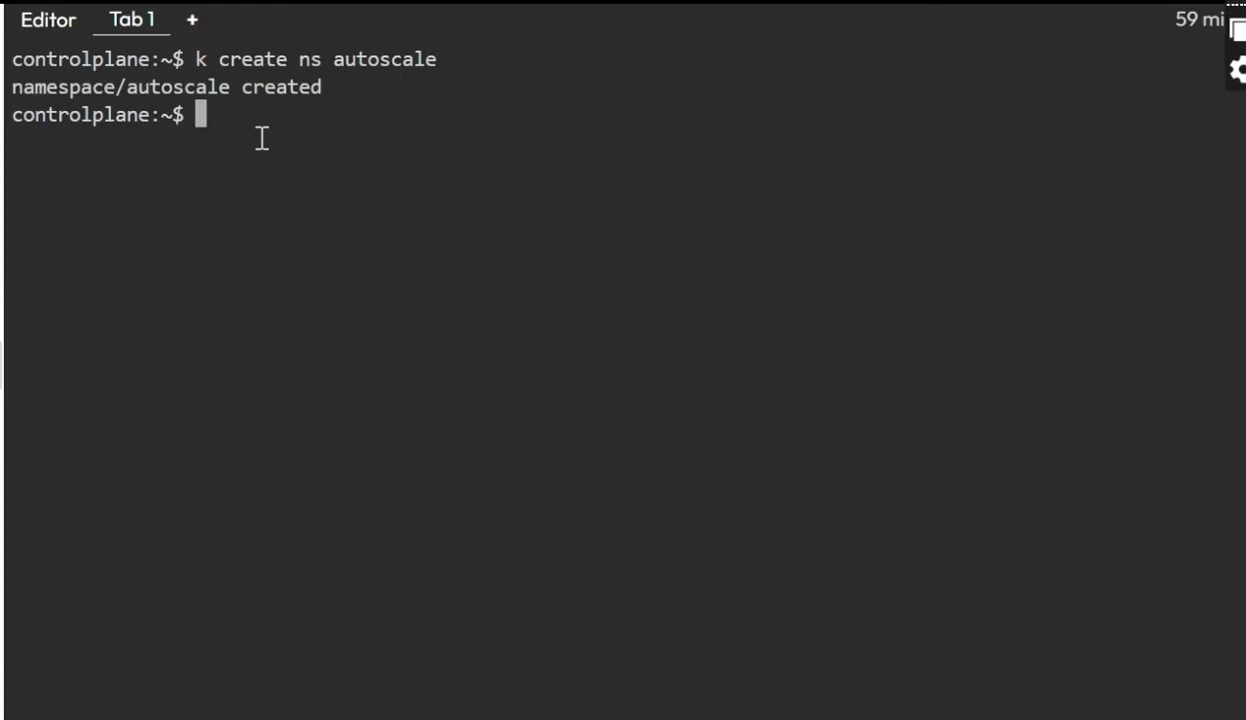 Editor Tab 1 + 59 mi
controlplane:~$ k create ns autoscale
namespace/autoscale created
controlplane:~$